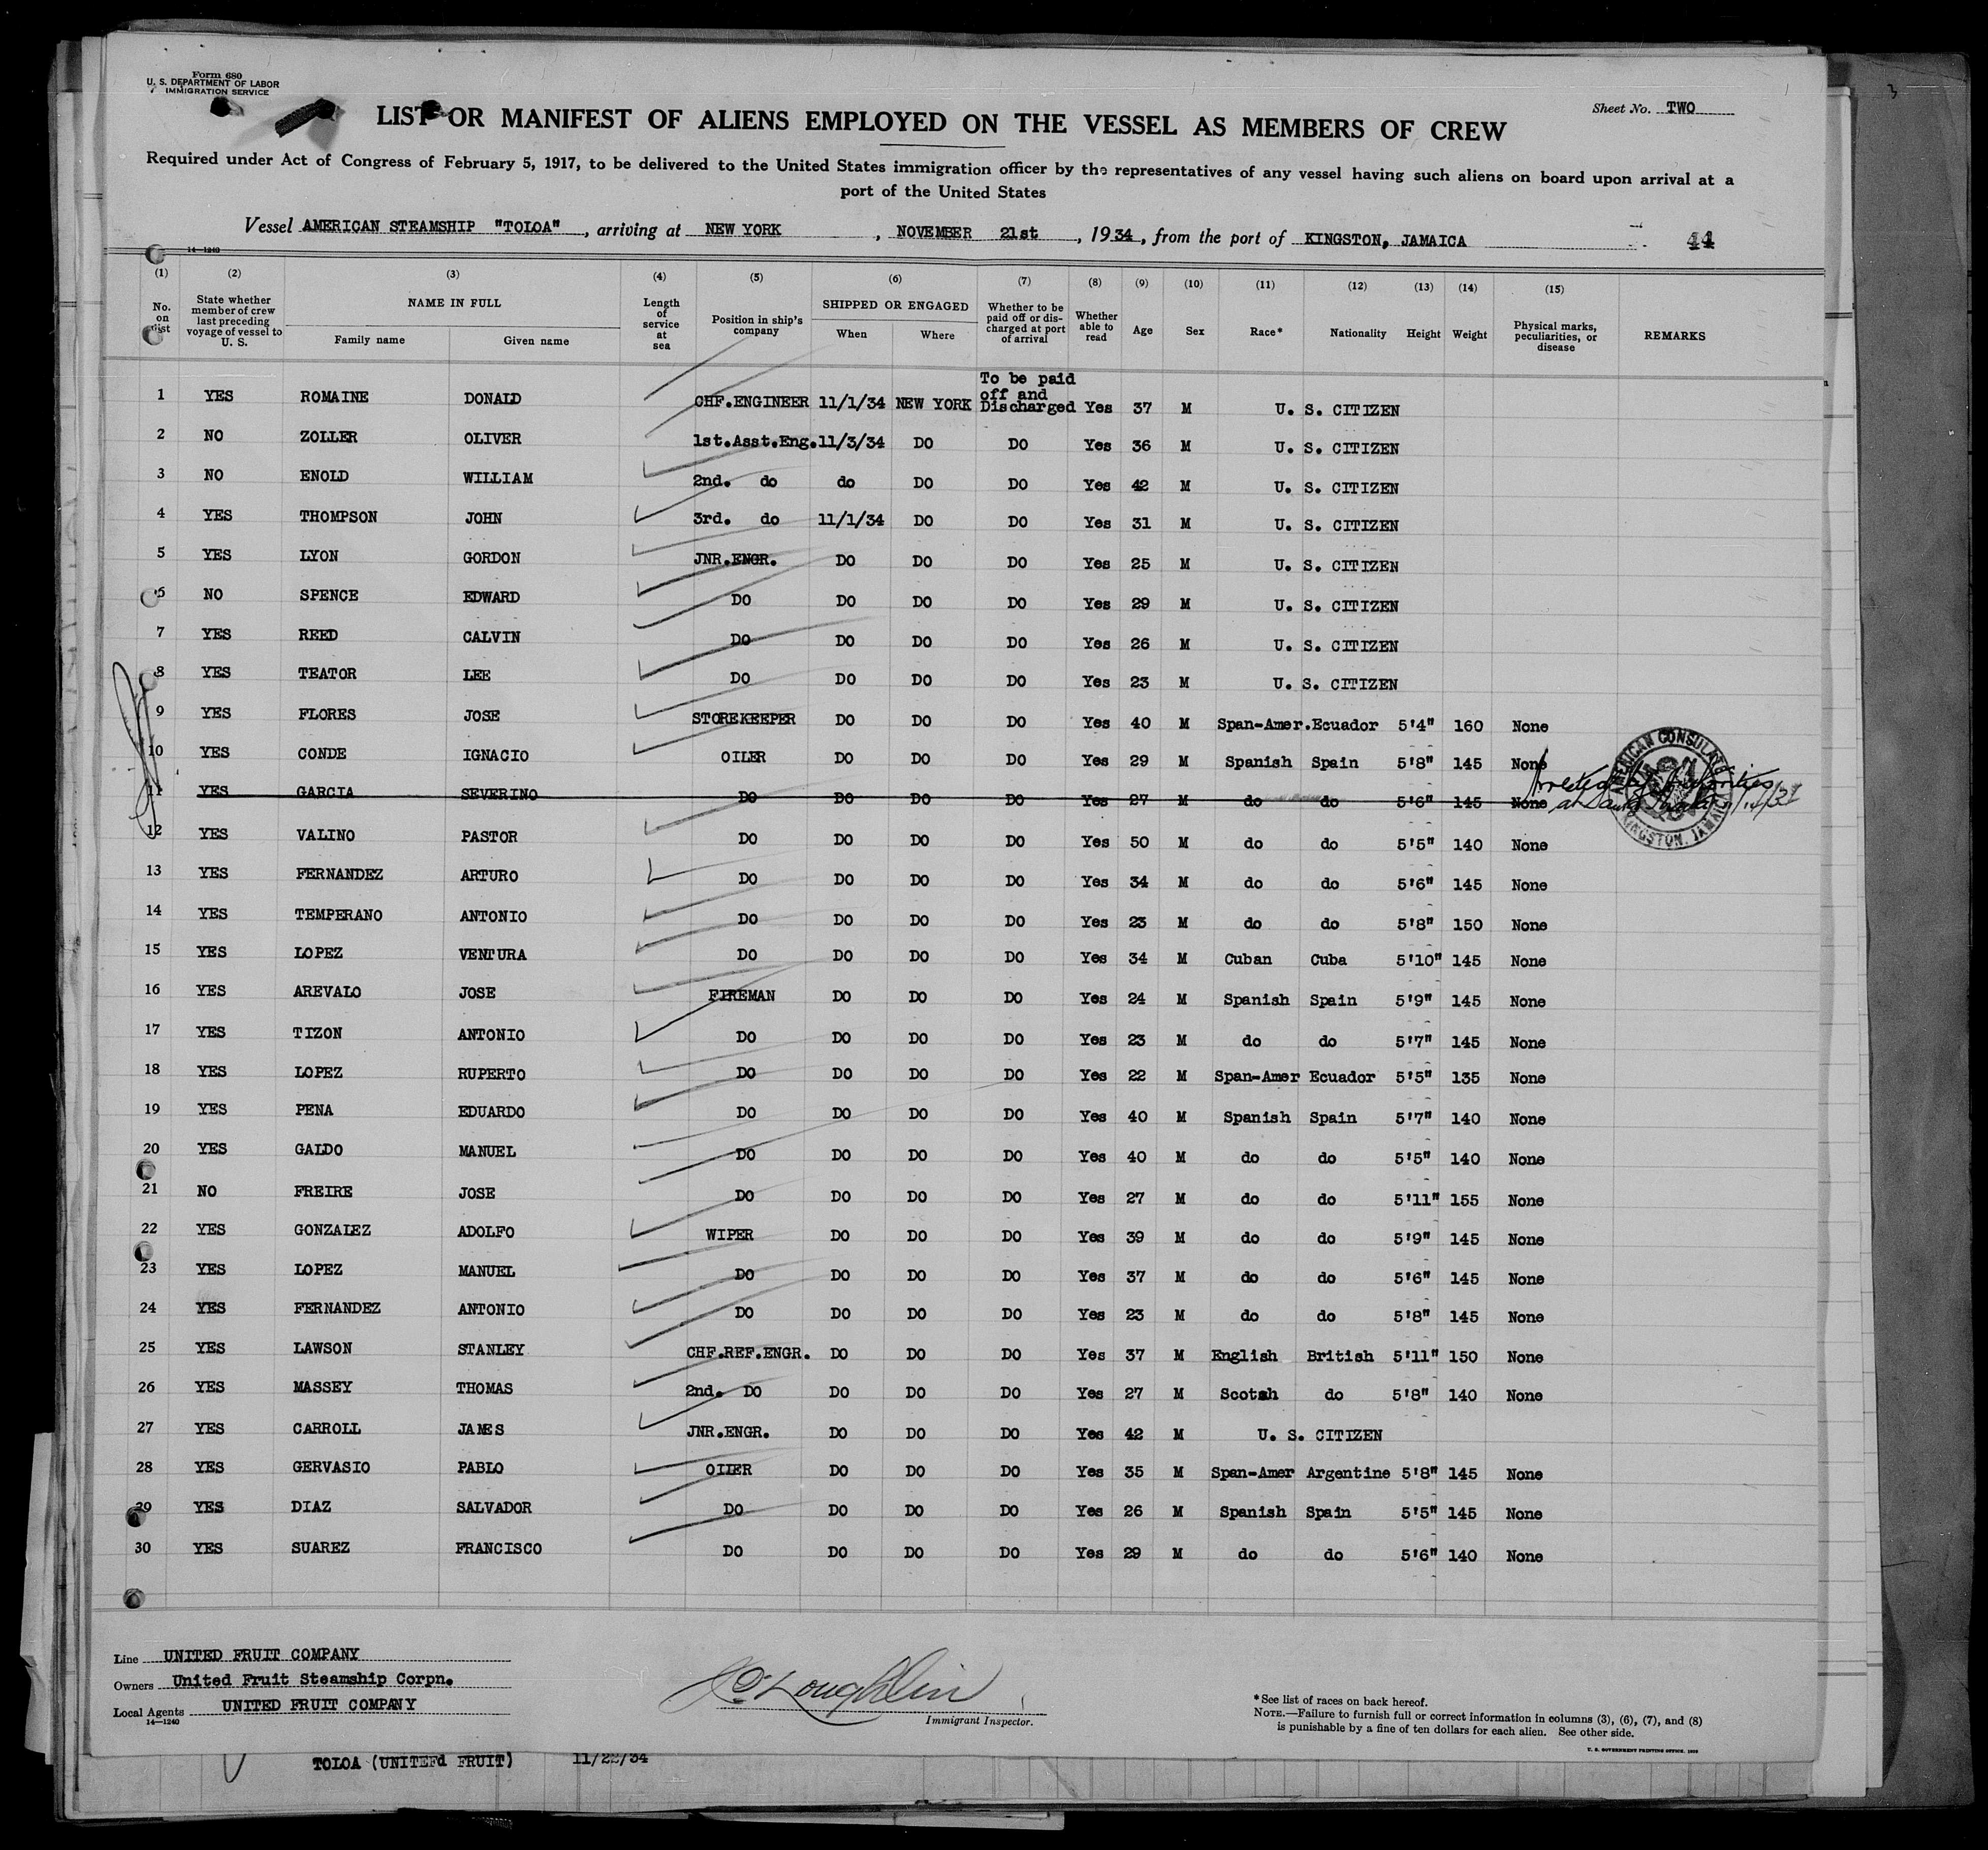 Form 680
U. S. DEPARTMENT OF LABOR
IMMIGRATION SERVICE
Sheet No. TWO
LIST OR MANIFEST OF ALIENS EMPLOYED ON THE VESSEL AS MEMBERS OF CREW
Required under Act of Congress of February 5, 1917, to be delivered to the United States immigration officer by the representatives of any vessel having such aliens on board upon arrival at a
port of the United States
Vessel AMERICAN STEAMSHIP "TOLOA", arriving at NEW YORK, NOVEMBER 21st, 1934, from the port of KINGSTON, JAMAICA 44
14—1240
(1) (2) (3) (4) (5) (6) (7) (8) (9) (10) (11) (12) (13) (14) (15)
No. on list State whether member of crew last preceding voyage of vessel to U. S. NAME IN FULL Family name Given name Length of service at sea Position in ship's company SHIPPED OR ENGAGED When Where Whether to be paid off or discharged at port of arrival Whether able to read Age Sex Race* Nationality Height Weight Physical marks, peculiarities, or disease REMARKS
1 YES ROMAINE DONALD CHF.ENGINEER 11/1/34 NEW YORK To be paid off and Discharged Yes 37 M U. S. CITIZEN
2 NO ZOLLER OLIVER 1st.Asst.Eng. 11/3/34 DO DO Yes 36 M U. S. CITIZEN
3 NO ENOLD WILLIAM 2nd. do do DO DO Yes 42 M U. S. CITIZEN
4 YES THOMPSON JOHN 3rd. do 11/1/34 DO DO Yes 31 M U. S. CITIZEN
5 YES LYON GORDON JNR.ENGR. DO DO DO Yes 25 M U. S. CITIZEN
6 NO SPENCE EDWARD DO DO DO DO Yes 29 M U. S. CITIZEN
7 YES REED CALVIN DO DO DO DO Yes 26 M U. S. CITIZEN
8 YES TEATOR LEE DO DO DO DO Yes 23 M U. S. CITIZEN
9 YES FLORES JOSE STOREKEEPER DO DO DO Yes 40 M Span-Amer. Ecuador 5'4" 160 None
10 YES CONDE IGNACIO OILER DO DO DO Yes 29 M Spanish Spain 5'8" 145 None
11 YES GARCIA SEVERINO DO DO DO DO Yes 27 M do do 5'6" 145 None
AMERICAN CONSULATE KINGSTON, JAMAICA
12 YES VALINO PASTOR DO DO DO DO Yes 50 M do do 5'5" 140 None
13 YES FERNANDEZ ARTURO DO DO DO DO Yes 34 M do do 5'6" 145 None
14 YES TEMPERANO ANTONIO DO DO DO DO Yes 23 M do do 5'8" 150 None
15 YES LOPEZ VENTURA DO DO DO DO Yes 34 M Cuban Cuba 5'10" 145 None
16 YES AREVALO JOSE FIREMAN DO DO DO Yes 24 M Spanish Spain 5'9" 145 None
17 YES TIZON ANTONIO DO DO DO DO Yes 23 M do do 5'7" 145 None
18 YES LOPEZ RUPERTO DO DO DO DO Yes 22 M Span-Amer Ecuador 5'5" 135 None
19 YES PENA EDUARDO DO DO DO DO Yes 40 M Spanish Spain 5'7" 140 None
20 YES GALDO MANUEL DO DO DO DO Yes 40 M do do 5'5" 140 None
21 NO FREIRE JOSE DO DO DO DO Yes 27 M do do 5'11" 155 None
22 YES GONZALEZ ADOLFO WIPER DO DO DO Yes 39 M do do 5'9" 145 None
23 YES LOPEZ MANUEL DO DO DO DO Yes 37 M do do 5'6" 145 None
24 YES FERNANDEZ ANTONIO DO DO DO DO Yes 23 M do do 5'8" 145 None
25 YES LAWSON STANLEY CHF.REF.ENGR. DO DO DO Yes 37 M English British 5'11" 150 None
26 YES MASSEY THOMAS 2nd. DO DO DO DO Yes 27 M Scotsh do 5'8" 140 None
27 YES CARROLL JAMES JNR.ENGR. DO DO DO Yes 42 M U. S. CITIZEN
28 YES GERVASIO PABLO OILER DO DO DO Yes 35 M Span-Amer Argentine 5'8" 145 None
29 YES DIAZ SALVADOR DO DO DO DO Yes 26 M Spanish Spain 5'5" 145 None
30 YES SUAREZ FRANCISCO DO DO DO DO Yes 29 M do do 5'6" 140 None
Line UNITED FRUIT COMPANY
Owners United Fruit Steamship Corpn.
Local Agents UNITED FRUIT COMPANY
14—1240
Immigrant Inspector.
*See list of races on back hereof.
NOTE.—Failure to furnish full or correct information in columns (3), (6), (7), and (8)
is punishable by a fine of ten dollars for each alien. See other side.
U. S. GOVERNMENT PRINTING OFFICE
TOLOA (UNITEFd FRUIT) 11/22/34